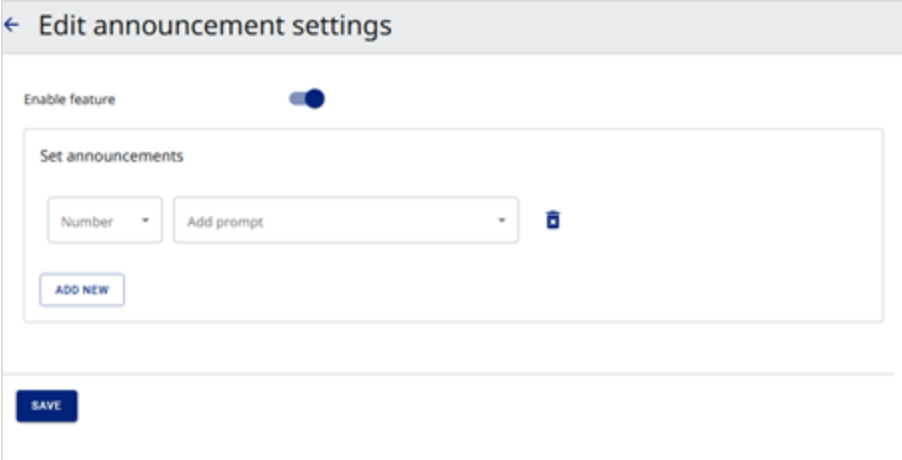 Edit announcement settings
Enable feature
Set announcements
Number
Add prompt
ADD NEW
SAVE